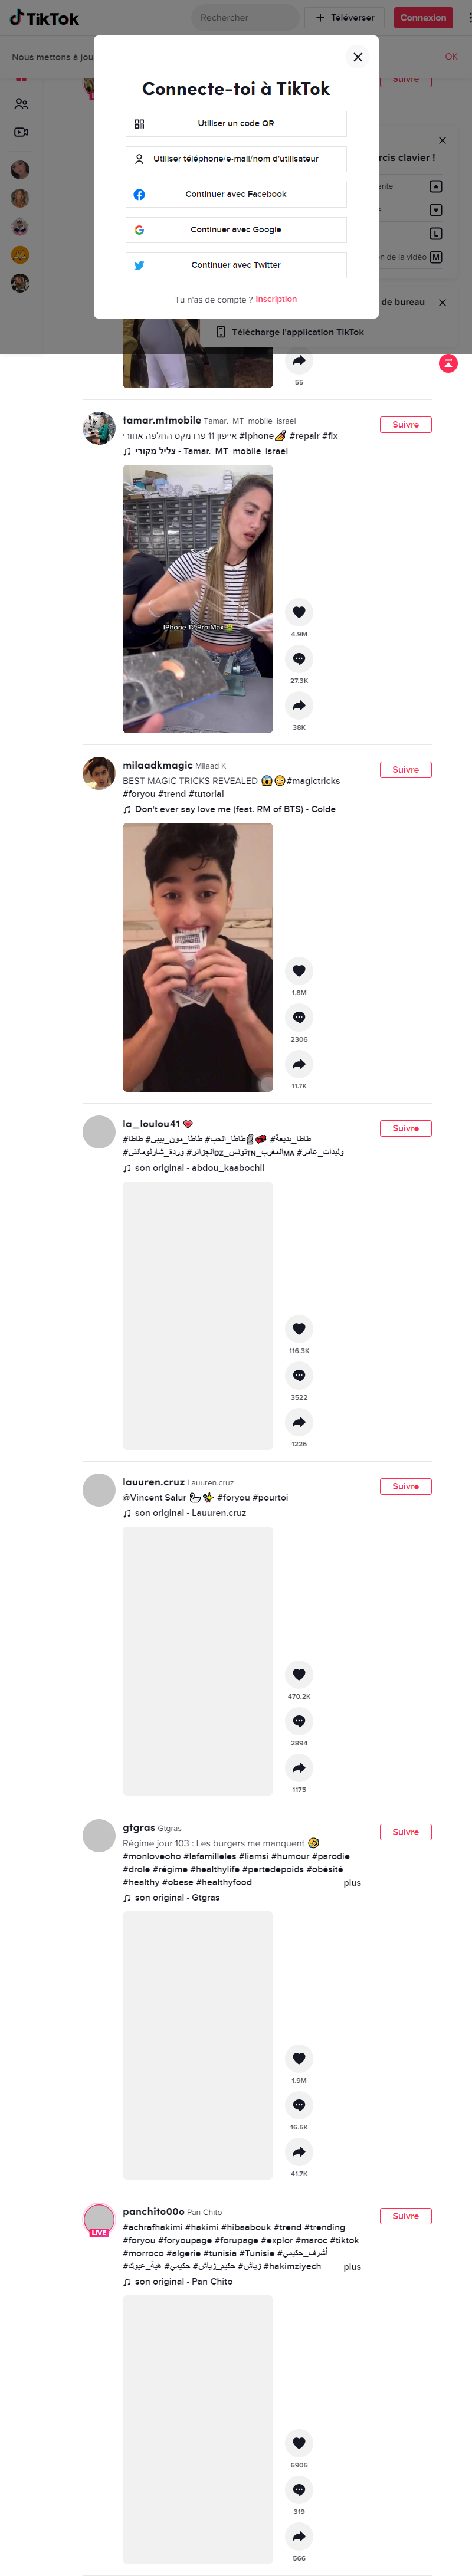 TikTok
Rechercher
Téléverser
Connexion
Nous mettons à jou
OK
Suivre
Connecte-toi à TikTok
Utiliser un code QR
Utiliser téléphone/e-mail/nom d'utilisateur
Continuer avec Facebook
Continuer avec Google
Continuer avec Twitter
Tu n'as de compte ? Inscription
rcis clavier !
ente
L
on de la vidéo M
de bureau
Télécharge l'application TikTok
55
tamar.mtmobile Tamar. MT mobile israel
Suivre
אייפון 11 פרו מקס החלפה אחורי #iphone #repair #fix
צליל מקורי - Tamar. MT mobile israel
IPhone 12 Pro Max
4.9M
27.3K
38K
milaadkmagic Milaad K
Suivre
BEST MAGIC TRICKS REVEALED 😱😳#magictricks
#foryou #trend #tutorial
Don't ever say love me (feat. RM of BTS) - Colde
1.8M
2306
11.7K
la_loulou41
Suivre
#طاطا #طاطا_مون_بيبي #طاطا_الحب #طاطا_بديعة
#وردة_شارلومانتي #الجزائرDZ_تونسTN_المغربMA #وليدات_عامر
son original - abdou_kaabochii
116.3K
3522
1226
lauuren.cruz Lauuren.cruz
Suivre
@Vincent Salur #foryou #pourtoi
son original - Lauuren.cruz
470.2K
2894
1175
gtgras Gtgras
Suivre
Régime jour 103 : Les burgers me manquent 🤣
#monloveoho #lafamilleles #liamsi #humour #parodie
#drole #régime #healthylife #pertedepoids #obésité
#healthy #obese #healthyfood plus
son original - Gtgras
1.9M
16.5K
41.7K
panchito00o Pan Chito
Suivre
LIVE
#achrafhakimi #hakimi #hibaabouk #trend #trending
#foryou #foryoupage #forupage #explor #maroc #tiktok
#morroco #algerie #tunisia #Tunisie #أشرف_حكيمي
#هبة_عبوك #حكيمي #حكيم_زياش #زياش #hakimziyech plus
son original - Pan Chito
6905
319
566